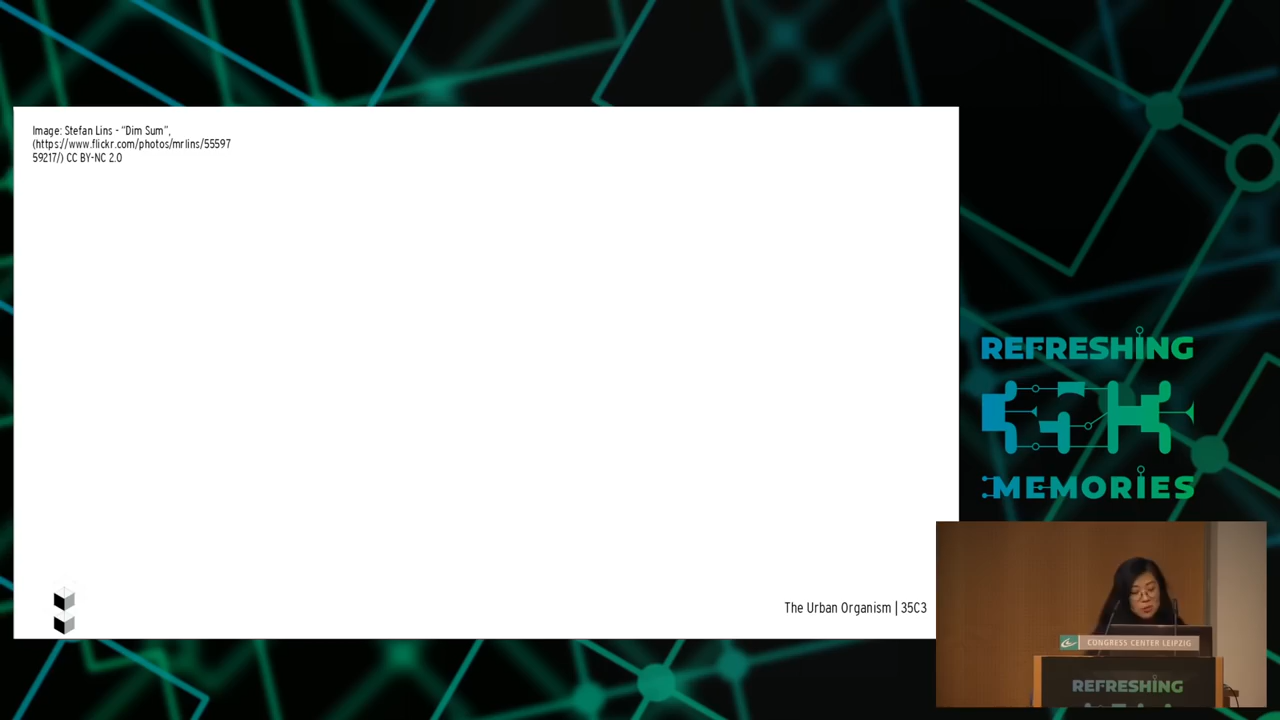 Image: Stefan Lins - "Dim Sum",
(https://www.flickr.com/photos/mrlins/55597
59217/) CC BY-NC 2.0
The Urban Organism | 35C3
REFRESHING
35C3
MEMORIES
CONGRESS CENTER LEIPZIG
REFRESHING